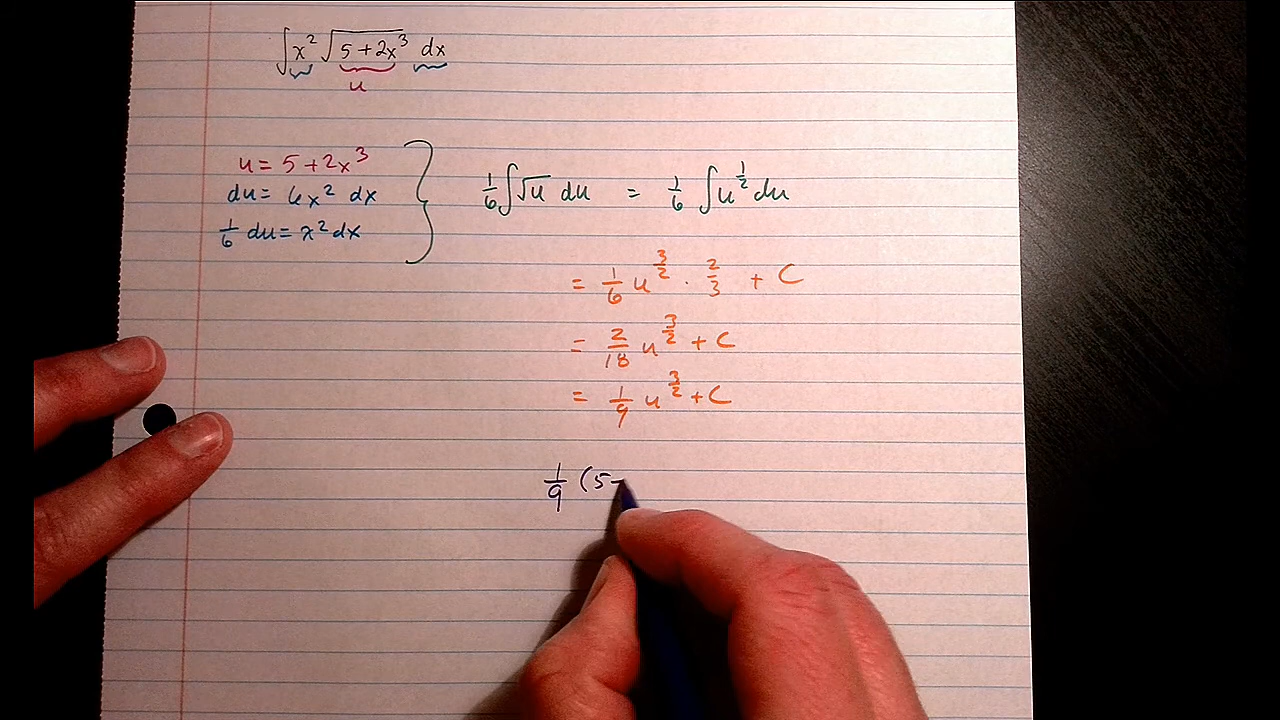 ∫x² √5+2x³ dx
u
u = 5+2x³
du = 6x² dx
1/6 du = x² dx
1/6 ∫√u du = 1/6 ∫u^1/2 du
= 1/6 u^3/2 · 2/3 + C
= 2/18 u^3/2 + C
= 1/9 u^3/2 + C
1/9 (5